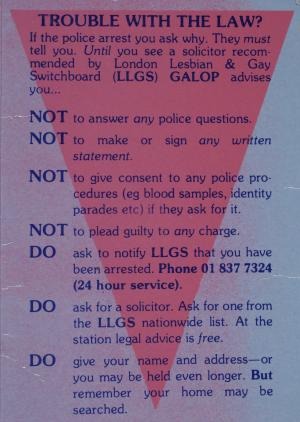 TROUBLE WITH THE LAW?
If the police arrest you ask why. They must
tell you. Until you see a solicitor recom-
mended by London Lesbian & Gay
Switchboard (LLGS) GALOP advises
you...
NOT to answer any police questions.
NOT to make or sign any written
statement.
NOT to give consent to any police pro-
cedures (eg blood samples, identity
parades etc) if they ask for it.
NOT to plead guilty to any charge.
DO ask to notify LLGS that you have
been arrested. Phone 01 837 7324
(24 hour service).
DO ask for a solicitor. Ask for one from
the LLGS nationwide list. At the
station legal advice is free.
DO give your name and address—or
you may be held even longer. But
remember your home may be
searched.